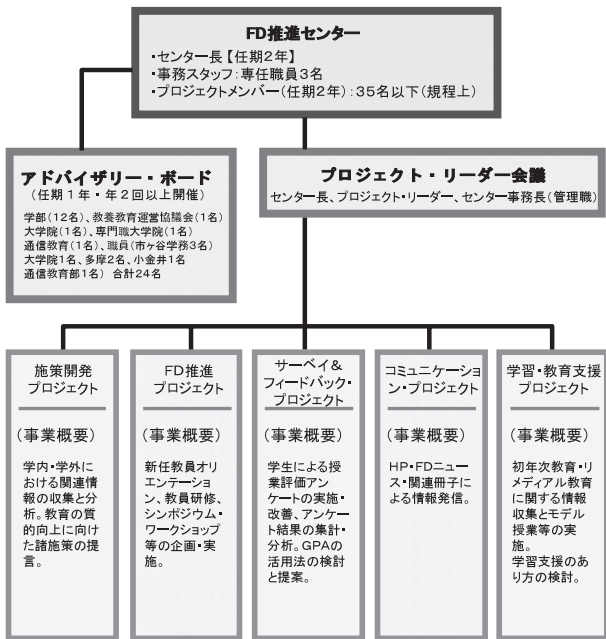 FD推進センター
・センター長【任期2年】
・事務スタッフ：専任職員3名
・プロジェクトメンバー(任期2年)：35名以下(規程上)
アドバイザリー・ボード
(任期1年・年2回以上開催)
学部(12名)、教養教育運営協議会(1名)
大学院(1名)、専門職大学院(1名)
通信教育(1名)、職員(市ヶ谷学務3名)
大学院1名、多摩2名、小金井1名
通信教育部1名) 合計24名
プロジェクト・リーダー会議
センター長、プロジェクト・リーダー、センター事務長(管理職)
施策開発
プロジェクト
(事業概要)
学内・学外に
おける関連情
報の収集と分
析。教育の質
的向上に向け
た諸施策の提
言。
FD推進
プロジェクト
(事業概要)
新任教員オリ
エンテーショ
ン、教員研修、
シンポジウム・
ワークショップ
等の企画・実
施。
サーベイ&
フィードバック・
プロジェクト
(事業概要)
学生による授
業評価アン
ケートの実施・
改善、アンケー
ト結果の集計・
分析。GPAの
活用法の検討
と提案。
コミュニケーショ
ン・プロジェクト
(事業概要)
HP・FDニュー
ス・関連冊子に
よる情報発信。
学習・教育支援
プロジェクト
(事業概要)
初年次教育・リ
メディアル教育
に関する情報
収集とモデル
授業等の実
施。
学習支援のあ
り方の検討。